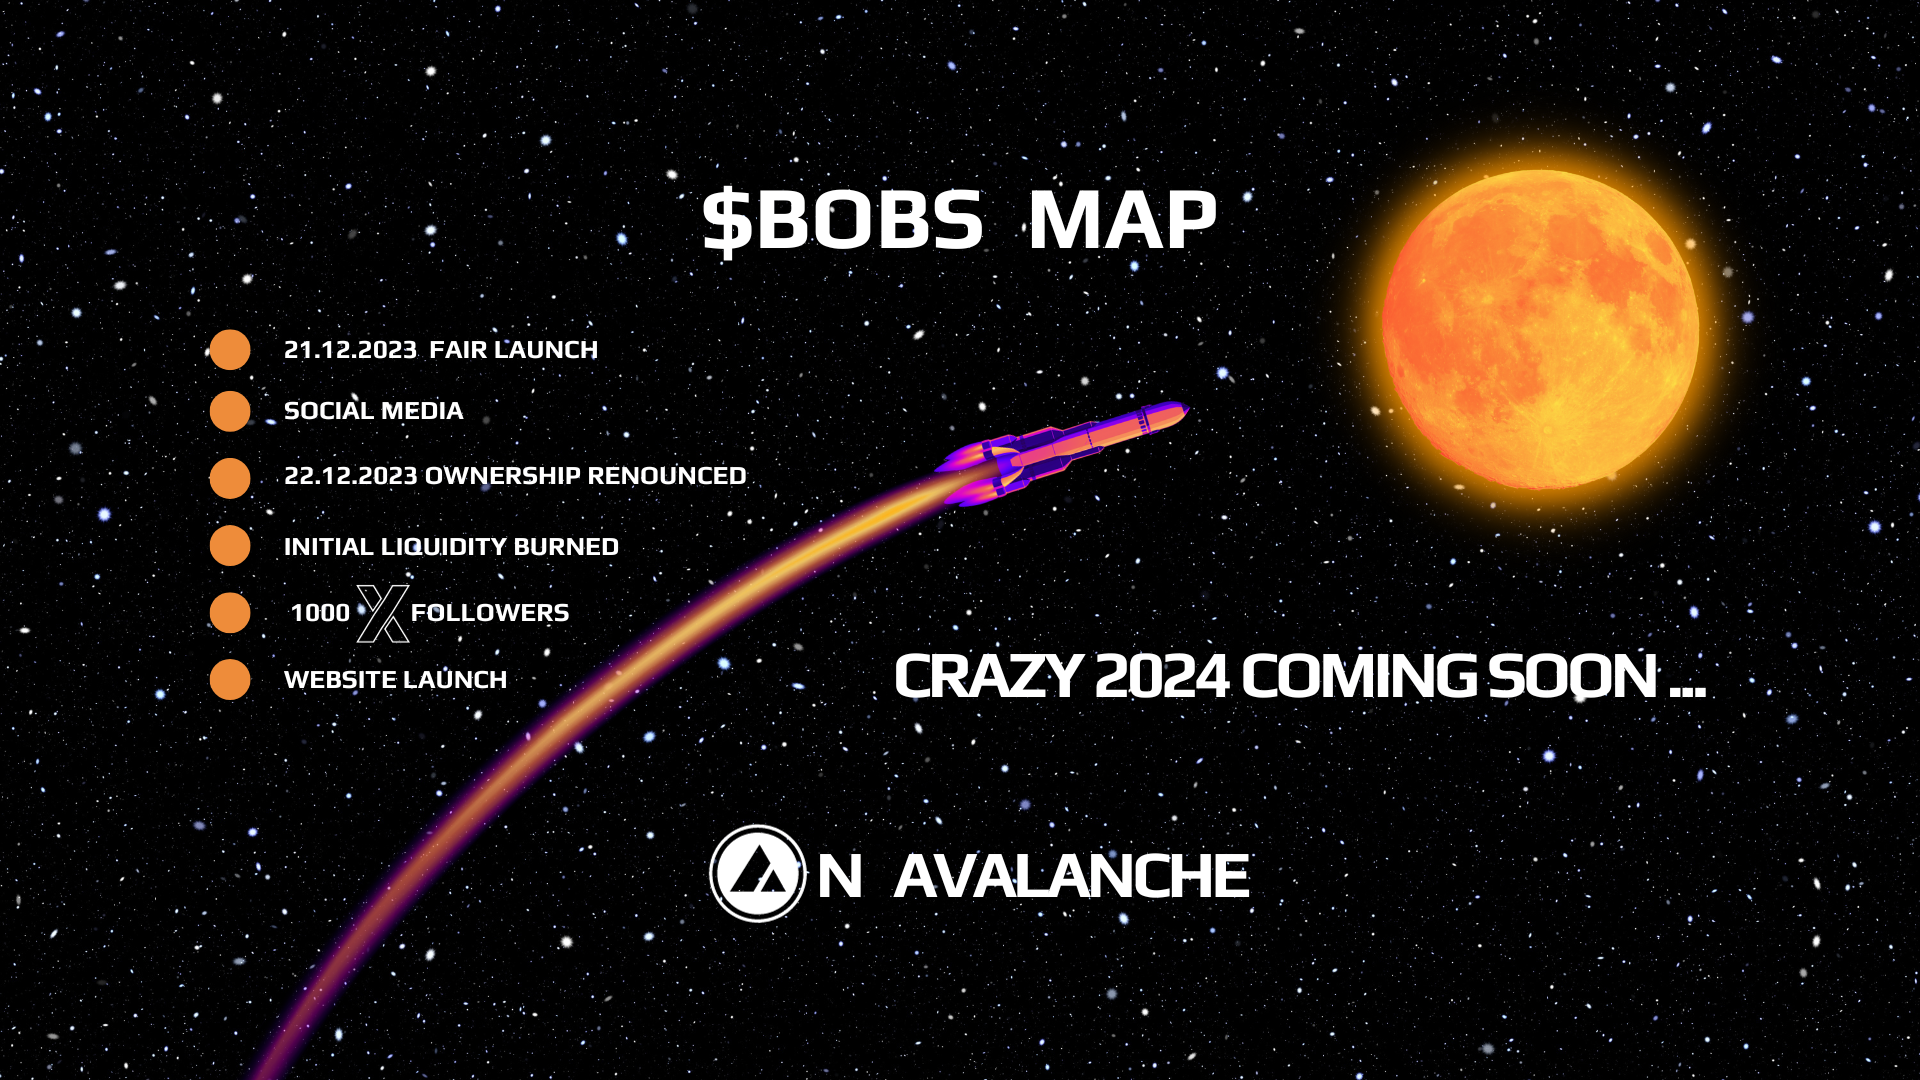 $BOBS MAP
21.12.2023 FAIR LAUNCH
SOCIAL MEDIA
22.12.2023 OWNERSHIP RENOUNCED
INITIAL LIQUIDITY BURNED
1000 X FOLLOWERS
WEBSITE LAUNCH
CRAZY 2024 COMING SOON ...
ON AVALANCHE